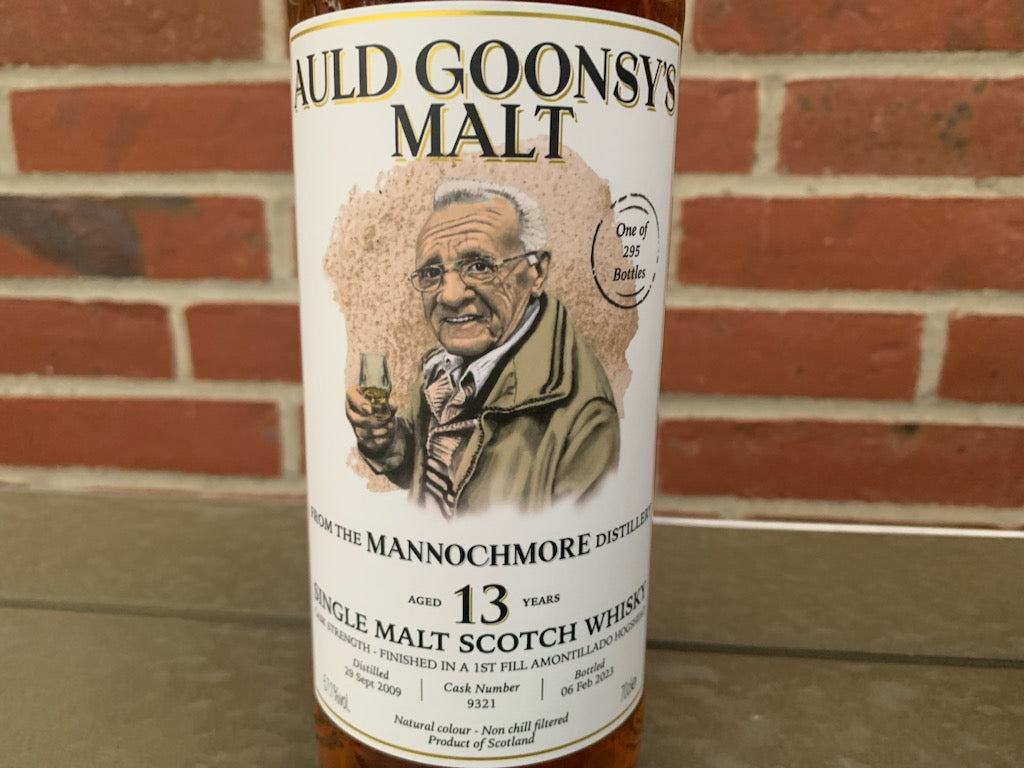 AULD GOONSY'S
MALT
One of
295
Bottles
FROM THE MANNOCHMORE DISTILLERY
AGED 13 YEARS
SINGLE MALT SCOTCH WHISKY
CASK STRENGTH - FINISHED IN A 1ST FILL AMONTILLADO HOGSHEAD
Distilled
29 Sept 2009
Cask Number
9321
Bottled
06 Feb 2023
70cl
Natural colour - Non chill filtered
Product of Scotland